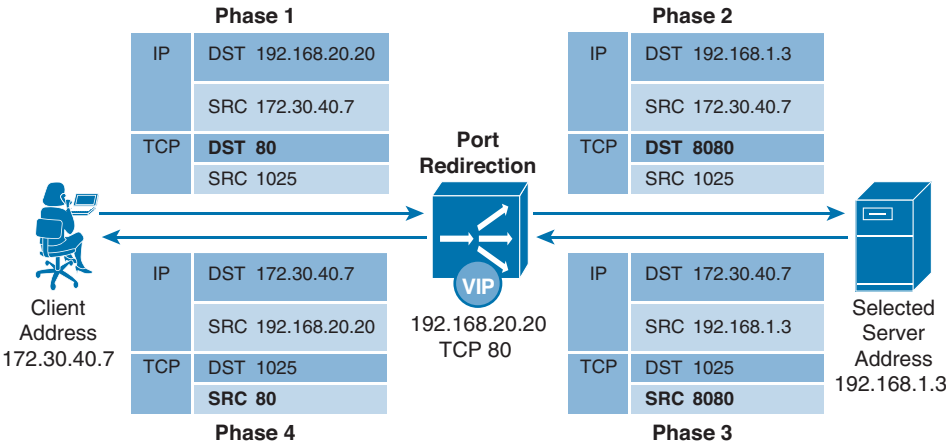 Phase 1
IP DST 192.168.20.20
SRC 172.30.40.7
TCP DST 80
SRC 1025
Phase 2
IP DST 192.168.1.3
SRC 172.30.40.7
TCP DST 8080
SRC 1025
Port
Redirection
VIP
192.168.20.20
TCP 80
Client
Address
172.30.40.7
Selected
Server
Address
192.168.1.3
IP DST 172.30.40.7
SRC 192.168.20.20
TCP DST 1025
SRC 80
Phase 4
IP DST 172.30.40.7
SRC 192.168.1.3
TCP DST 1025
SRC 8080
Phase 3